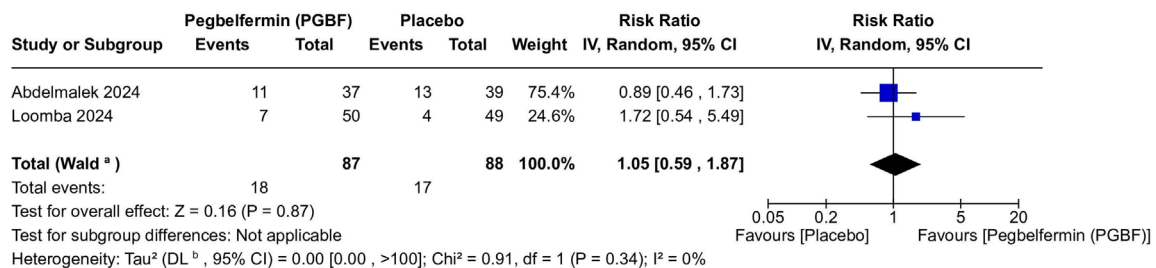 Pegbelfermin (PGBF) Placebo Risk Ratio Risk Ratio
Study or Subgroup Events Total Events Total Weight IV, Random, 95% CI IV, Random, 95% CI
Abdelmalek 2024 11 37 13 39 75.4% 0.89 [0.46 , 1.73]
Loomba 2024 7 50 4 49 24.6% 1.72 [0.54 , 5.49]
Total (Wald ᵃ ) 87 88 100.0% 1.05 [0.59 , 1.87]
Total events: 18 17
Test for overall effect: Z = 0.16 (P = 0.87)
0.05 0.2 1 5 20
Test for subgroup differences: Not applicable
Favours [Placebo] Favours [Pegbelfermin (PGBF)]
Heterogeneity: Tau² (DL ᵇ , 95% CI) = 0.00 [0.00 , >100]; Chi² = 0.91, df = 1 (P = 0.34); I² = 0%